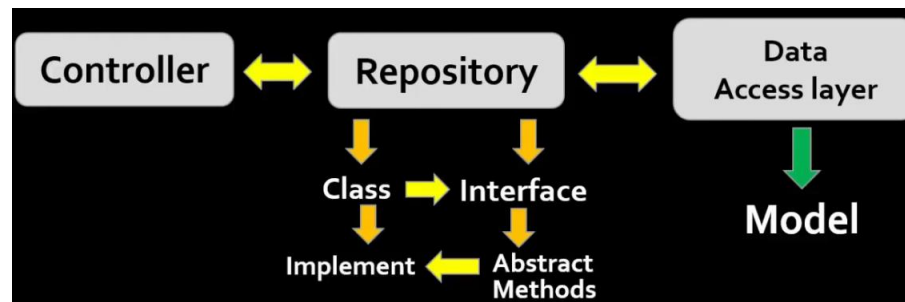 Controller
Repository
Data
Access layer
Class
Interface
Model
Implement
Abstract
Methods